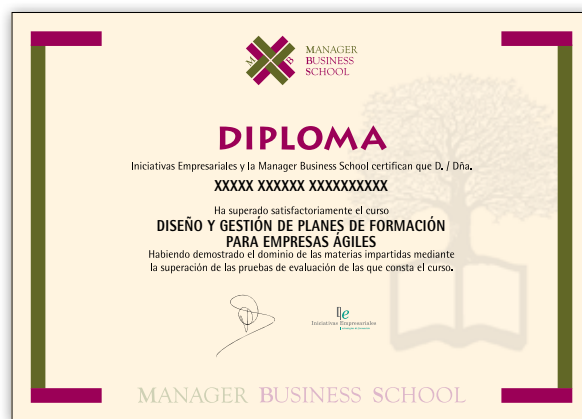 M B
MANAGER
BUSINESS
SCHOOL
DIPLOMA
Iniciativas Empresariales y la Manager Business School certifican que D. / Dña.
XXXXX XXXXXX XXXXXXXXXX
Ha superado satisfactoriamente el curso
DISEÑO Y GESTIÓN DE PLANES DE FORMACIÓN
PARA EMPRESAS ÁGILES
Habiendo demostrado el dominio de las materias impartidas mediante
la superación de las pruebas de evaluación de las que consta el curso.
Iniciativas Empresariales
MANAGER BUSINESS SCHOOL